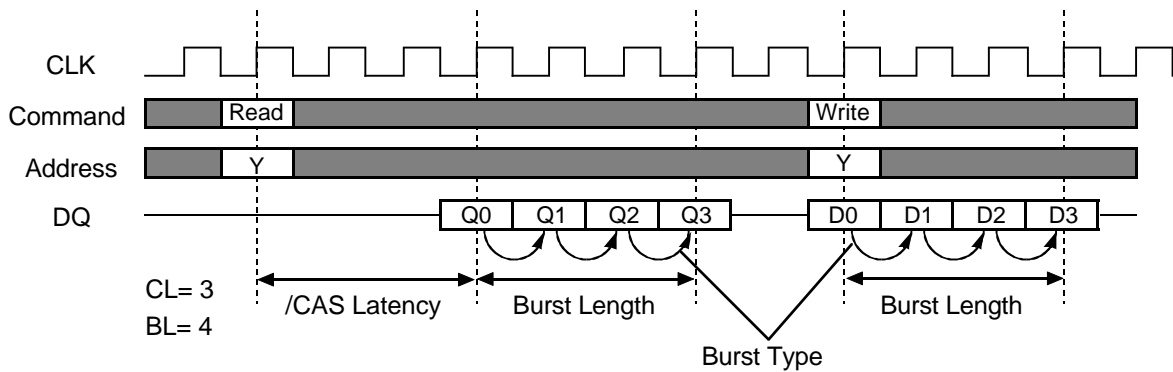 CLK
Command Read Write
Address Y Y
DQ Q0 Q1 Q2 Q3 D0 D1 D2 D3
CL= 3 /CAS Latency Burst Length Burst Length
BL= 4
Burst Type